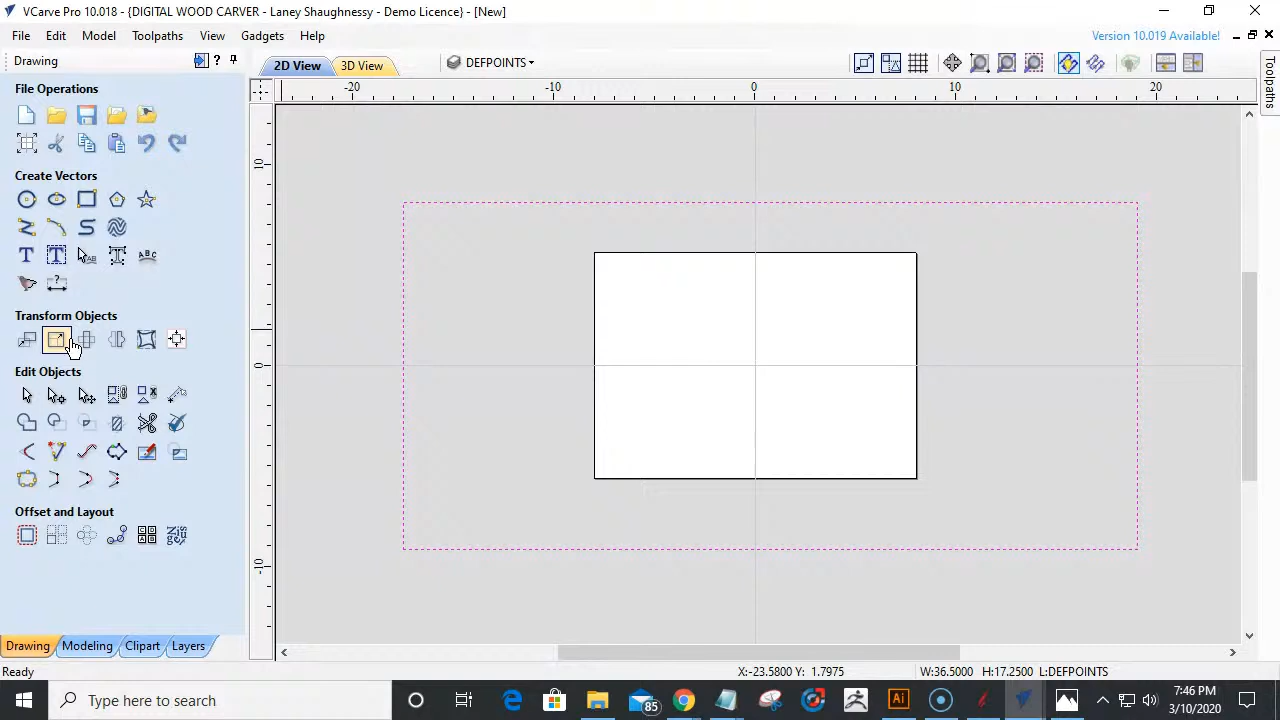 VCarve Pro 10.018 - {DIGITAL WOOD CARVER - Laney Shaughnessy - Demo Licence} - [New]
File Edit Model Toolpaths View Gadgets Help Version 10.019 Available!
Drawing ? 2D View 3D View DEFPOINTS
-20 -10 0 10 20
File Operations
10
Create Vectors
T T AB T ABC
?
Transform Objects
0
Edit Objects
Offset and Layout
-10
Drawing Modeling Clipart Layers
Ready X:-23.5800 Y: 1.7975 W:36.5000 H:17.2500 L:DEFPOINTS
Type here to search 85 Ai 7:46 PM
3/10/2020
Toolpaths